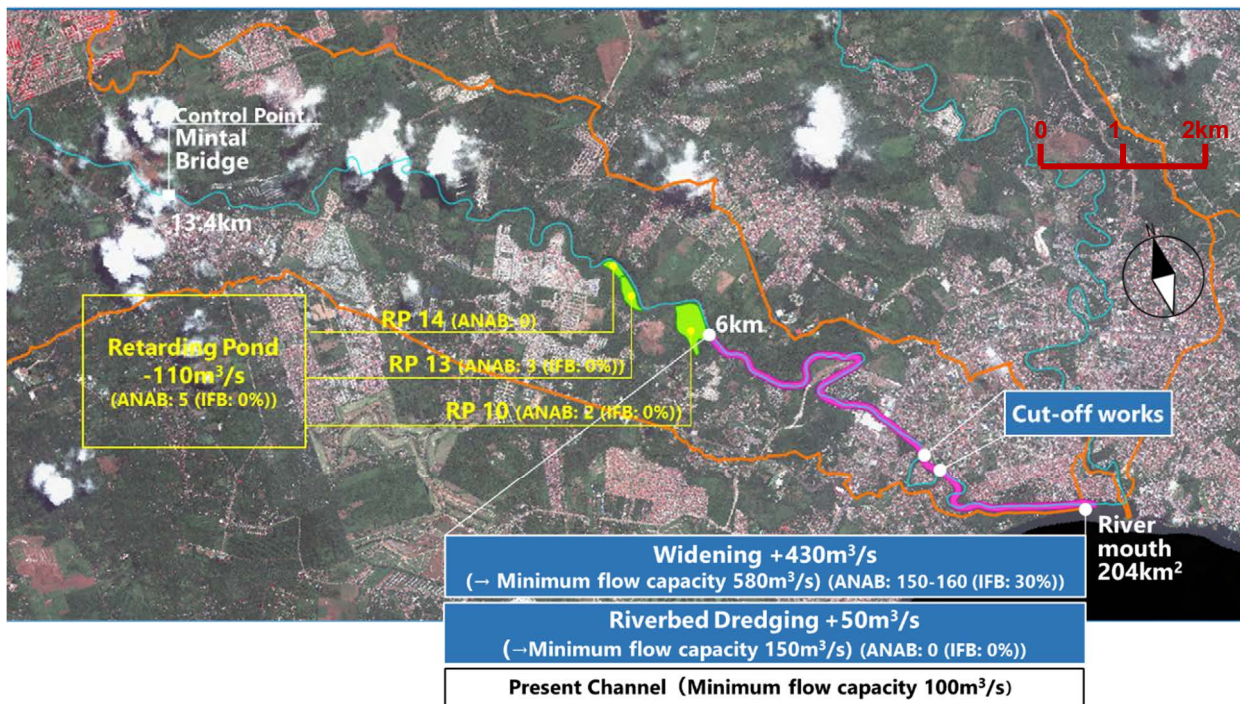 Control Point
Mintal
Bridge
13.4km
0 1 2km
N
Retarding Pond
-110m³/s
(ANAB: 5 (IFB: 0%))
RP 14 (ANAB: 0)
RP 13 (ANAB: 3 (IFB: 0%))
RP 10 (ANAB: 2 (IFB: 0%))
6km
Cut-off works
River
mouth
204km²
Widening +430m³/s
(→ Minimum flow capacity 580m³/s) (ANAB: 150-160 (IFB: 30%))
Riverbed Dredging +50m³/s
(→Minimum flow capacity 150m³/s) (ANAB: 0 (IFB: 0%))
Present Channel（Minimum flow capacity 100m³/s）